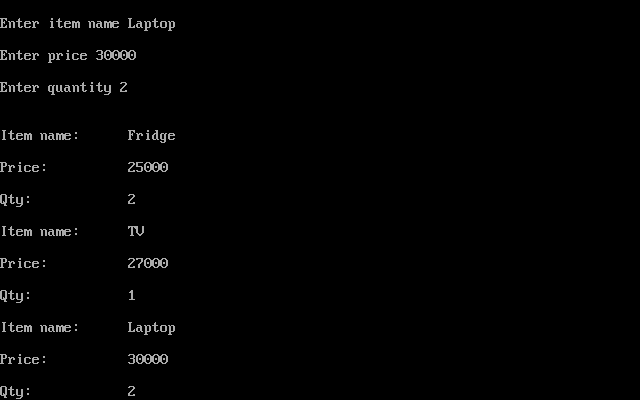 Enter item name Laptop
Enter price 30000
Enter quantity 2
Item name: Fridge
Price: 25000
Qty: 2
Item name: TV
Price: 27000
Qty: 1
Item name: Laptop
Price: 30000
Qty: 2